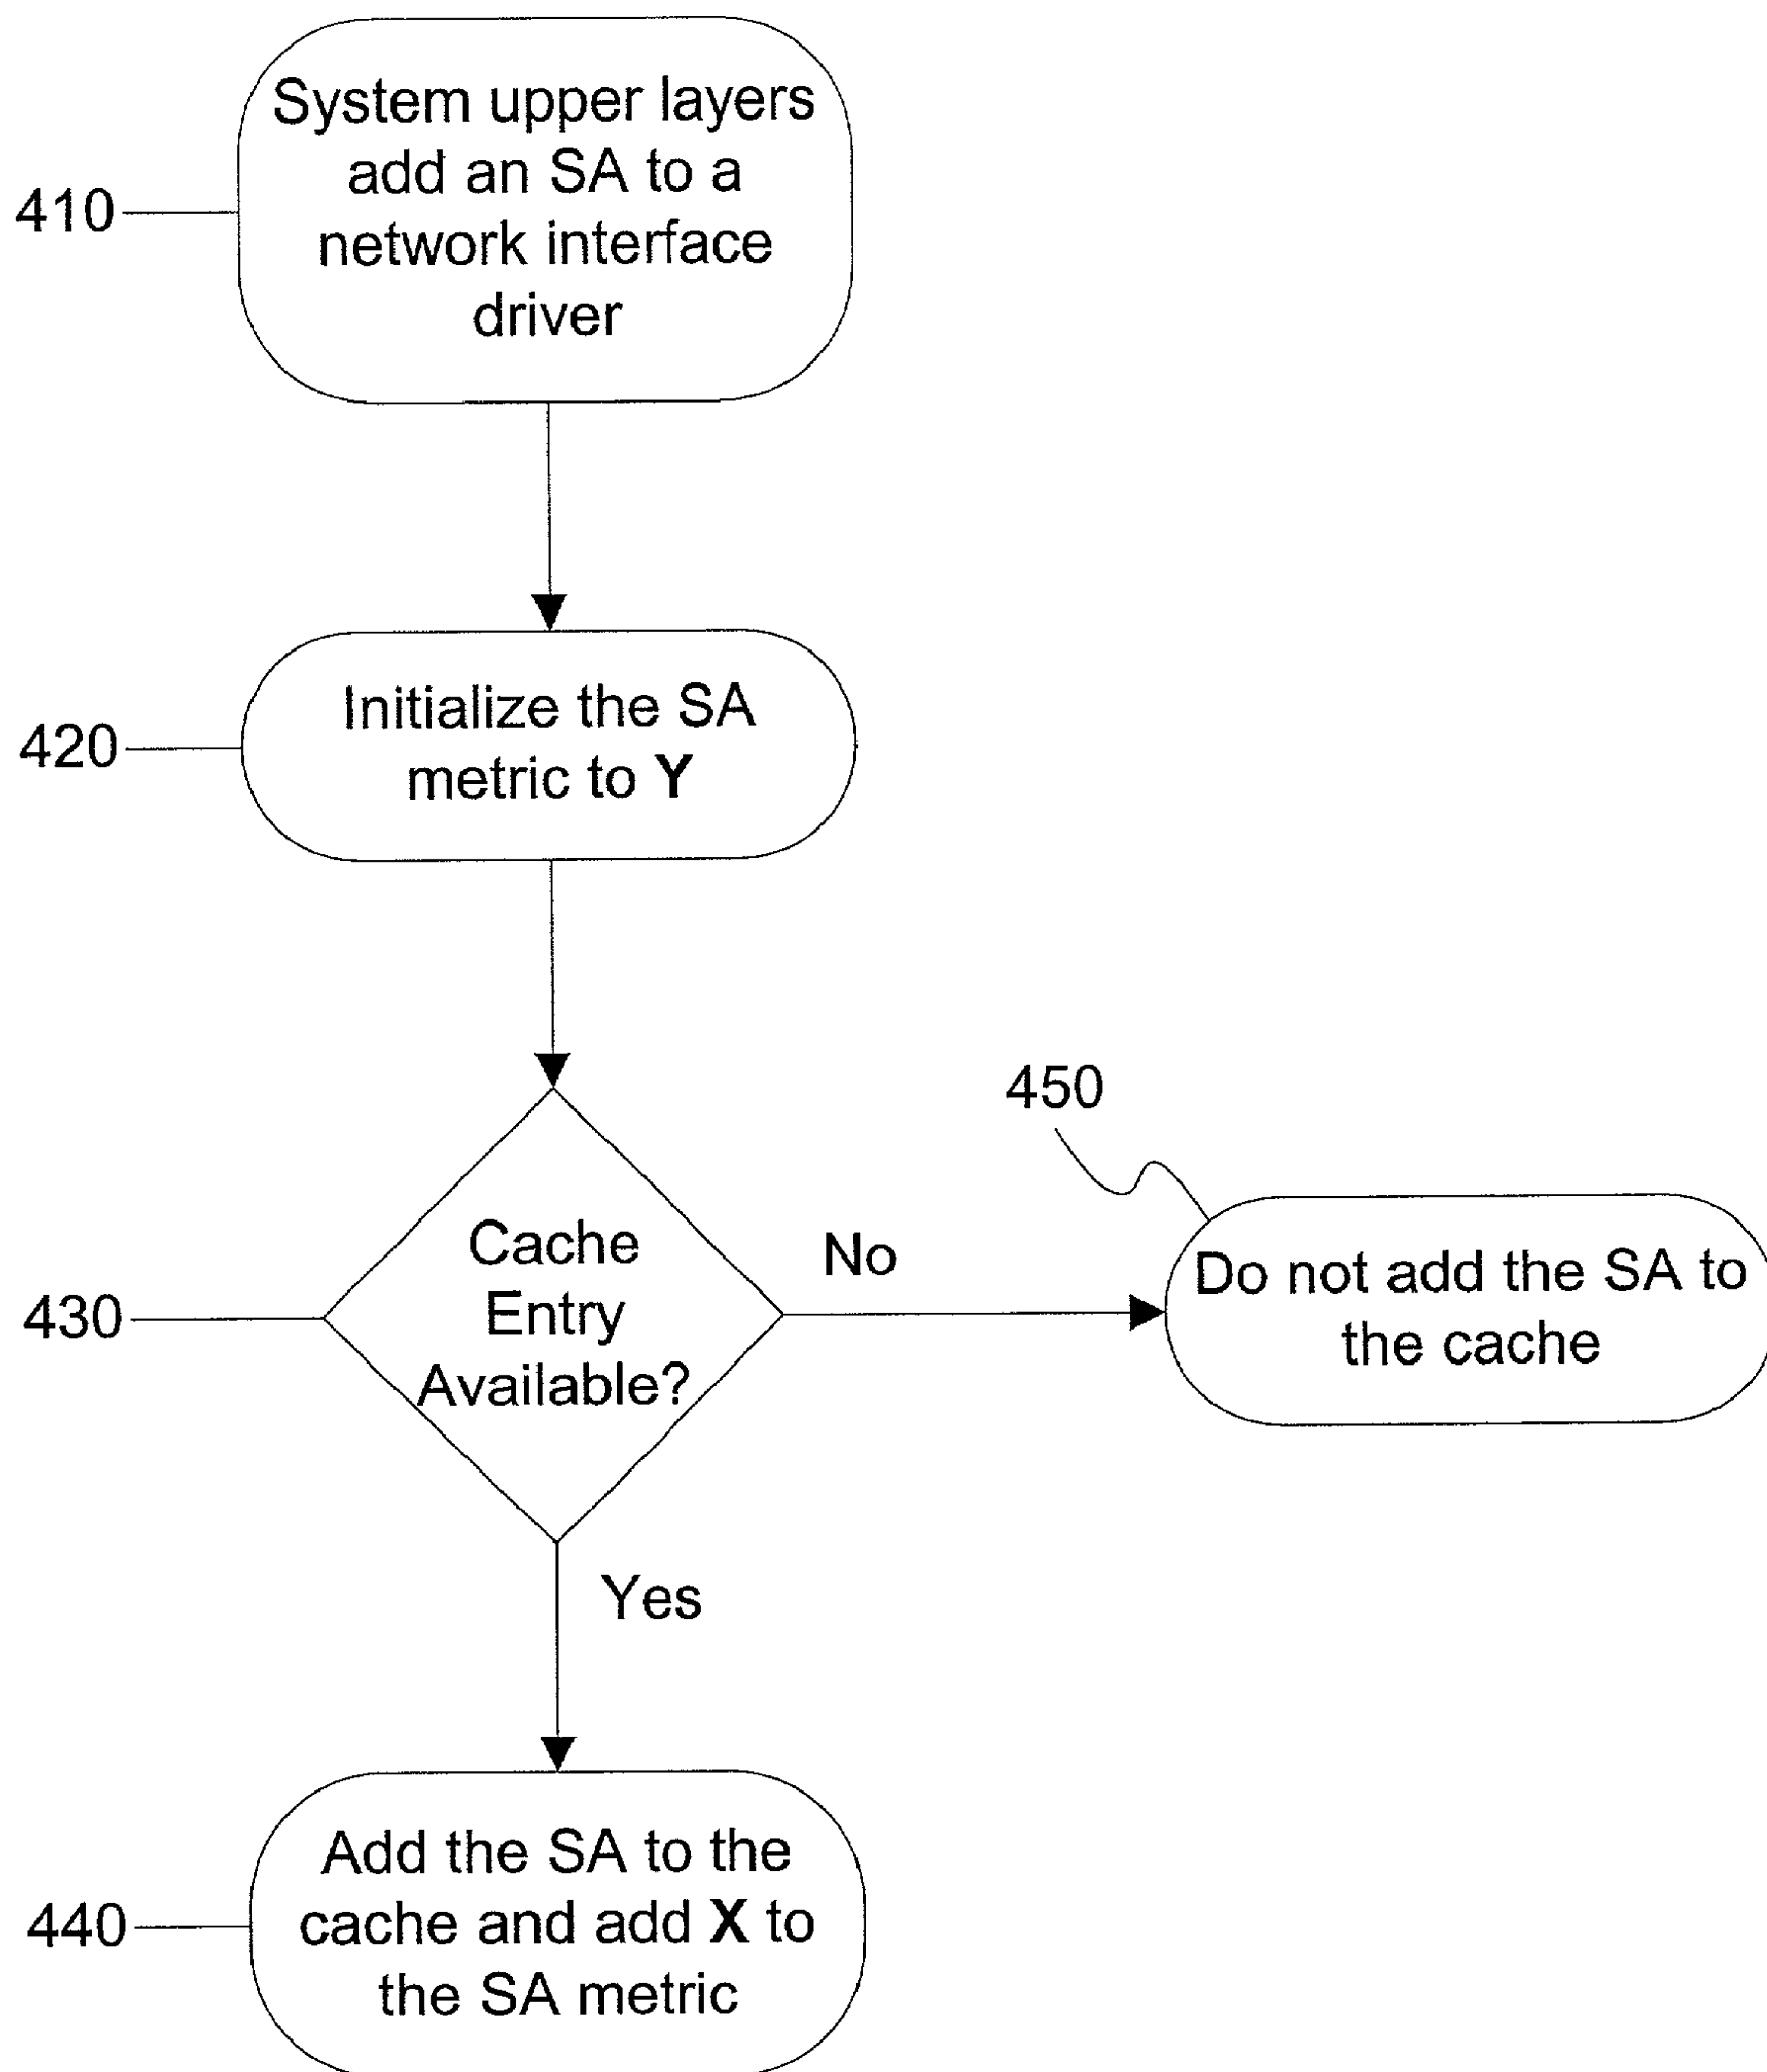 System upper layers
add an SA to a
network interface
driver
410
Initialize the SA
metric to Y
420
450
Cache
Entry
Available?
430
No
Do not add the SA to
the cache
Yes
Add the SA to the
cache and add X to
the SA metric
440